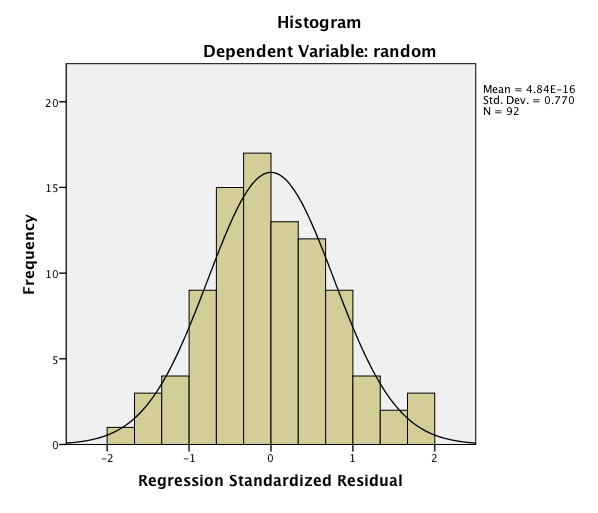 Histogram
Dependent Variable: random
Mean = 4.84E-16
Std. Dev. = 0.770
N = 92
Frequency
20
15
10
5
0
-2 -1 0 1 2
Regression Standardized Residual